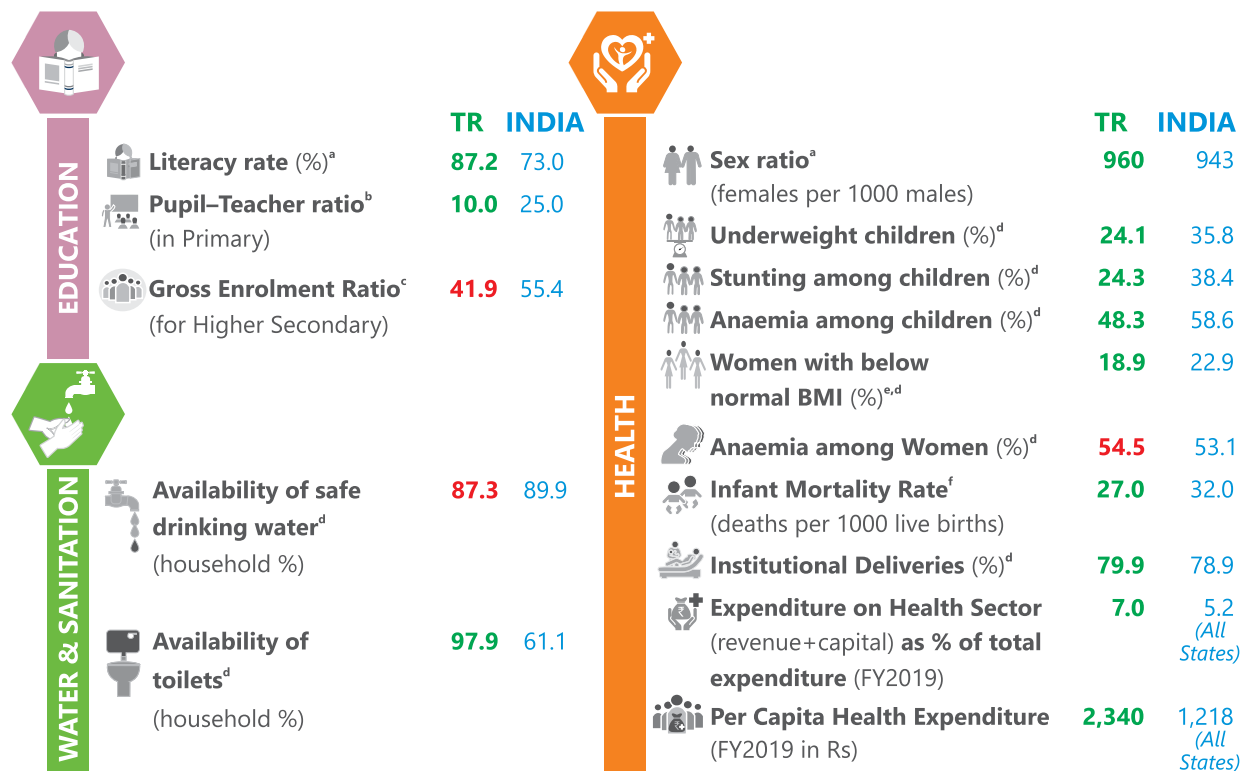 EDUCATION
TR INDIA
Literacy rate (%)ᵃ 87.2 73.0
Pupil–Teacher ratioᵇ 10.0 25.0
(in Primary)
Gross Enrolment Ratioᶜ 41.9 55.4
(for Higher Secondary)
WATER & SANITATION
Availability of safe 87.3 89.9
drinking waterᵈ
(household %)
Availability of 97.9 61.1
toiletsᵈ
(household %)
HEALTH
TR INDIA
Sex ratioᵃ 960 943
(females per 1000 males)
Underweight children (%)ᵈ 24.1 35.8
Stunting among children (%)ᵈ 24.3 38.4
Anaemia among children (%)ᵈ 48.3 58.6
Women with below 18.9 22.9
normal BMI (%)ᵉ,ᵈ
Anaemia among Women (%)ᵈ 54.5 53.1
Infant Mortality Rateᶠ 27.0 32.0
(deaths per 1000 live births)
Institutional Deliveries (%)ᵈ 79.9 78.9
Expenditure on Health Sector 7.0 5.2
(revenue+capital) as % of total (All
States)
expenditure (FY2019)
Per Capita Health Expenditure 2,340 1,218
(FY2019 in Rs) (All
States)